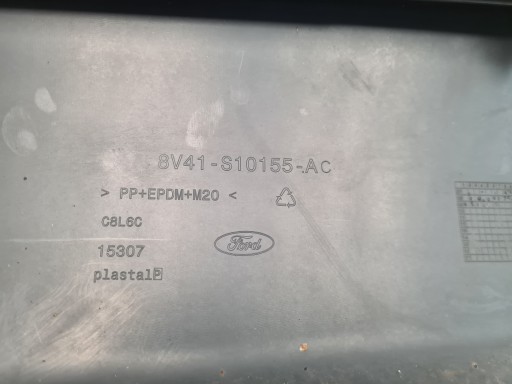 8V41-S10155-AC
> PP+EPDM+M20 <
C8L6C
15307
Ford
plastal